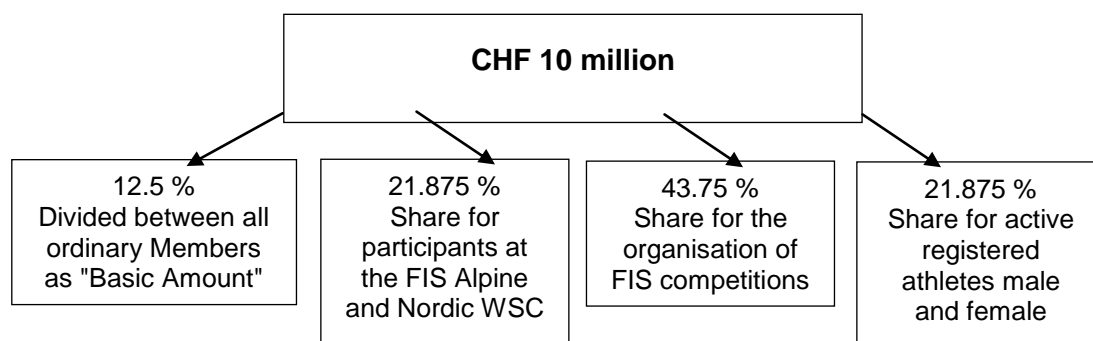 CHF 10 million
12.5 %
Divided between all
ordinary Members
as "Basic Amount"
21.875 %
Share for
participants at
the FIS Alpine
and Nordic WSC
43.75 %
Share for the
organisation of
FIS competitions
21.875 %
Share for active
registered
athletes male
and female